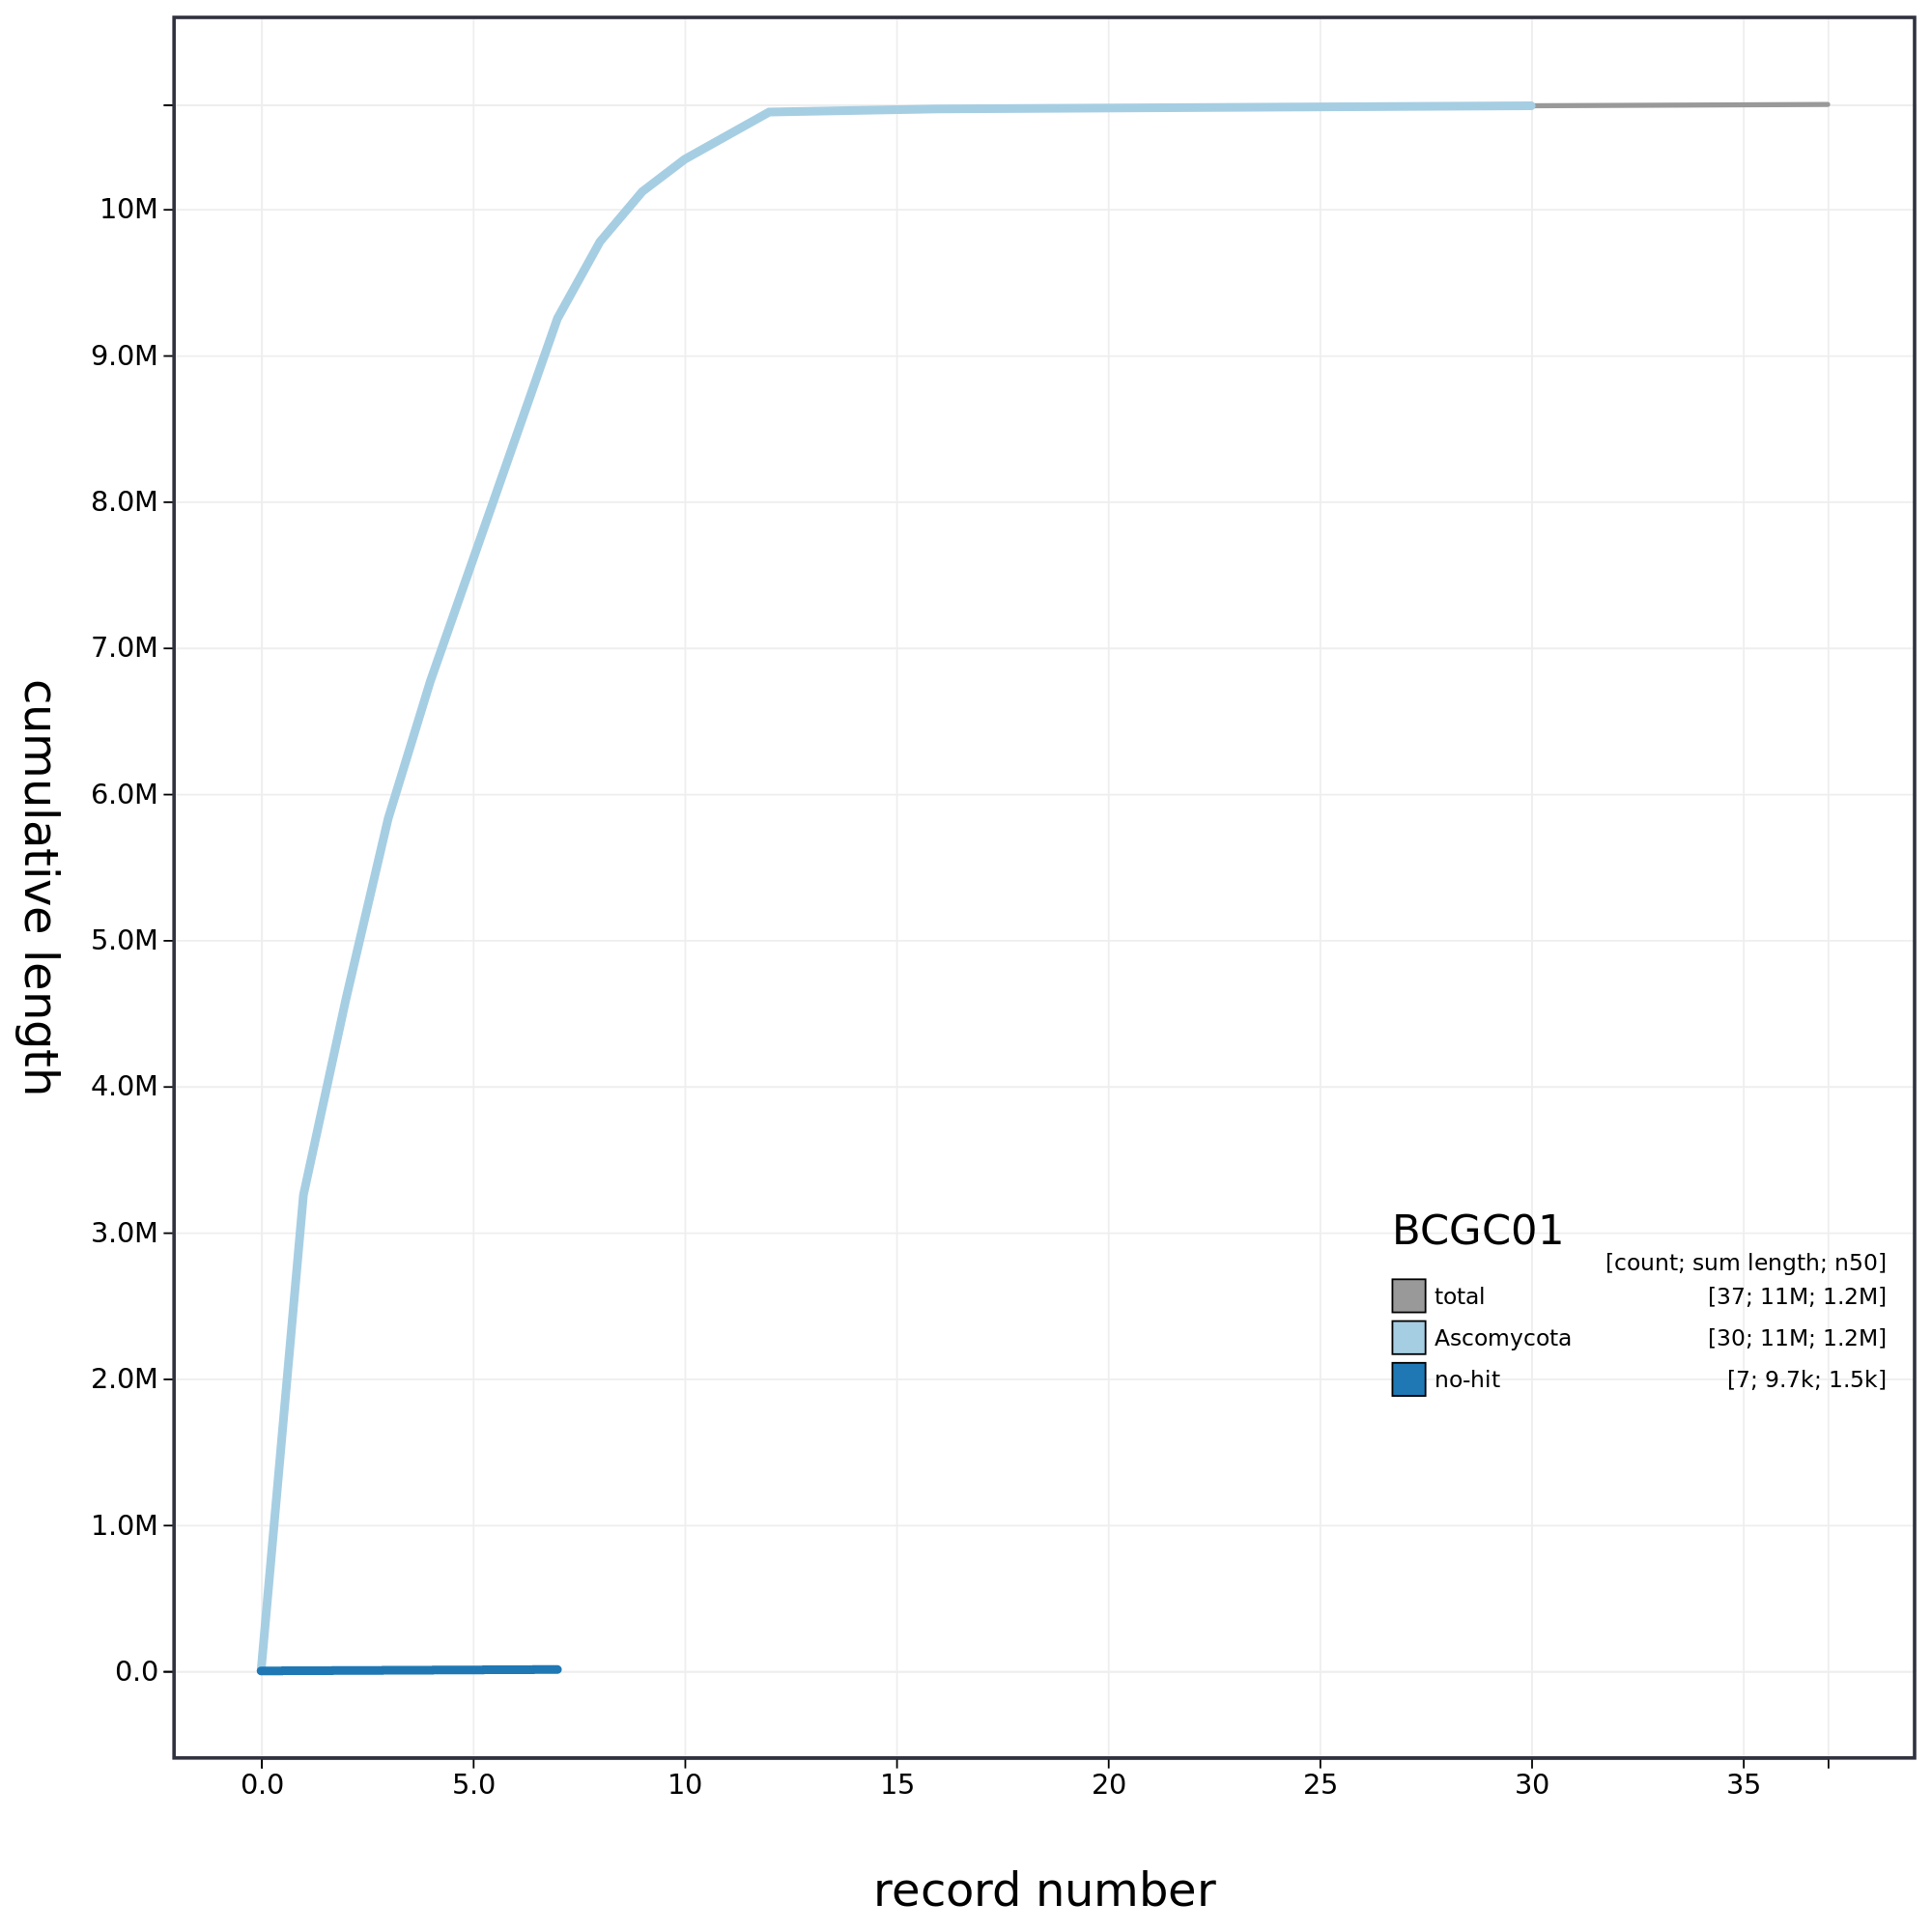 10M
9.0M
8.0M
7.0M
6.0M
5.0M
4.0M
3.0M
2.0M
1.0M
0.0
cumulative length
BCGC01
[count; sum length; n50]
total [37; 11M; 1.2M]
Ascomycota [30; 11M; 1.2M]
no-hit [7; 9.7k; 1.5k]
0.0 5.0 10 15 20 25 30 35
record number